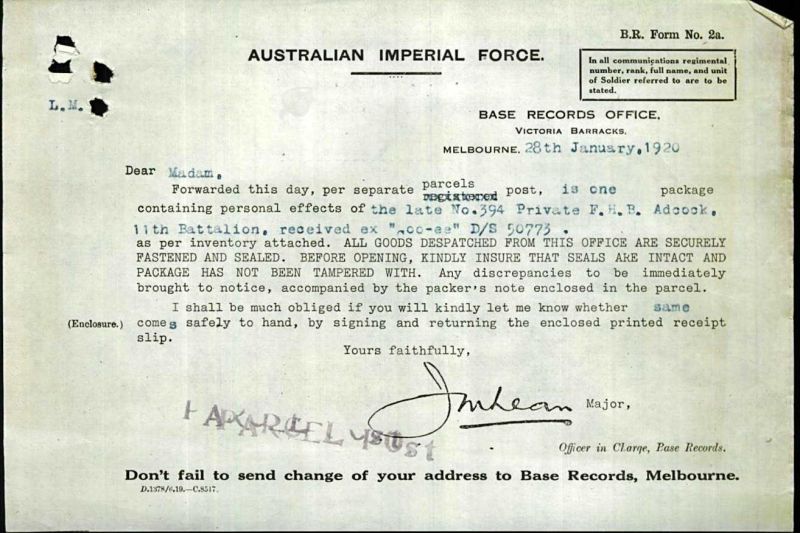 B.R. Form No. 2a.
AUSTRALIAN IMPERIAL FORCE.
In all communications regimental
number, rank, full name, and unit
of Soldier referred to are to be
stated.
L.M.
BASE RECORDS OFFICE,
VICTORIA BARRACKS,
MELBOURNE. 28th January, 1920
Dear Madam,
parcels
Forwarded this day, per separate registered post, is one package
containing personal effects of the late No.394 Private F.H.B. Adcock,
11th Battalion, received ex D/S 50773 .
as per inventory attached. ALL GOODS DESPATCHED FROM THIS OFFICE ARE SECURELY
FASTENED AND SEALED. BEFORE OPENING, KINDLY INSURE THAT SEALS ARE INTACT AND
PACKAGE HAS NOT BEEN TAMPERED WITH. Any discrepancies to be immediately
brought to notice, accompanied by the packer's note enclosed in the parcel.
I shall be much obliged if you will kindly let me know whether same
(Enclosure.) comes safely to hand, by signing and returning the enclosed printed receipt
slip.
Yours faithfully,
JMLean Major,
PARCEL post
Officer in Charge, Base Records.
Don't fail to send change of your address to Base Records, Melbourne.
D.1378/6.19.—C.8517.